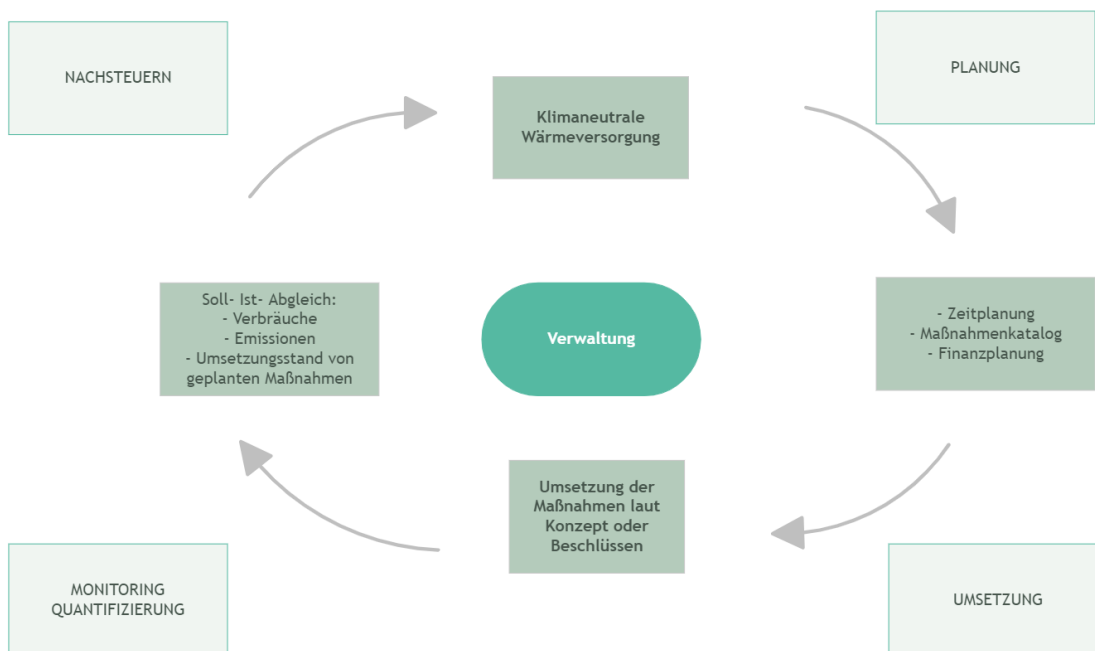 NACHSTEUERN
PLANUNG
Klimaneutrale
Wärmeversorgung
Soll- Ist- Abgleich:
- Verbräuche
- Emissionen
- Umsetzungsstand von
geplanten Maßnahmen
Verwaltung
- Zeitplanung
- Maßnahmenkatalog
- Finanzplanung
Umsetzung der
Maßnahmen laut
Konzept oder
Beschlüssen
MONITORING
QUANTIFIZIERUNG
UMSETZUNG